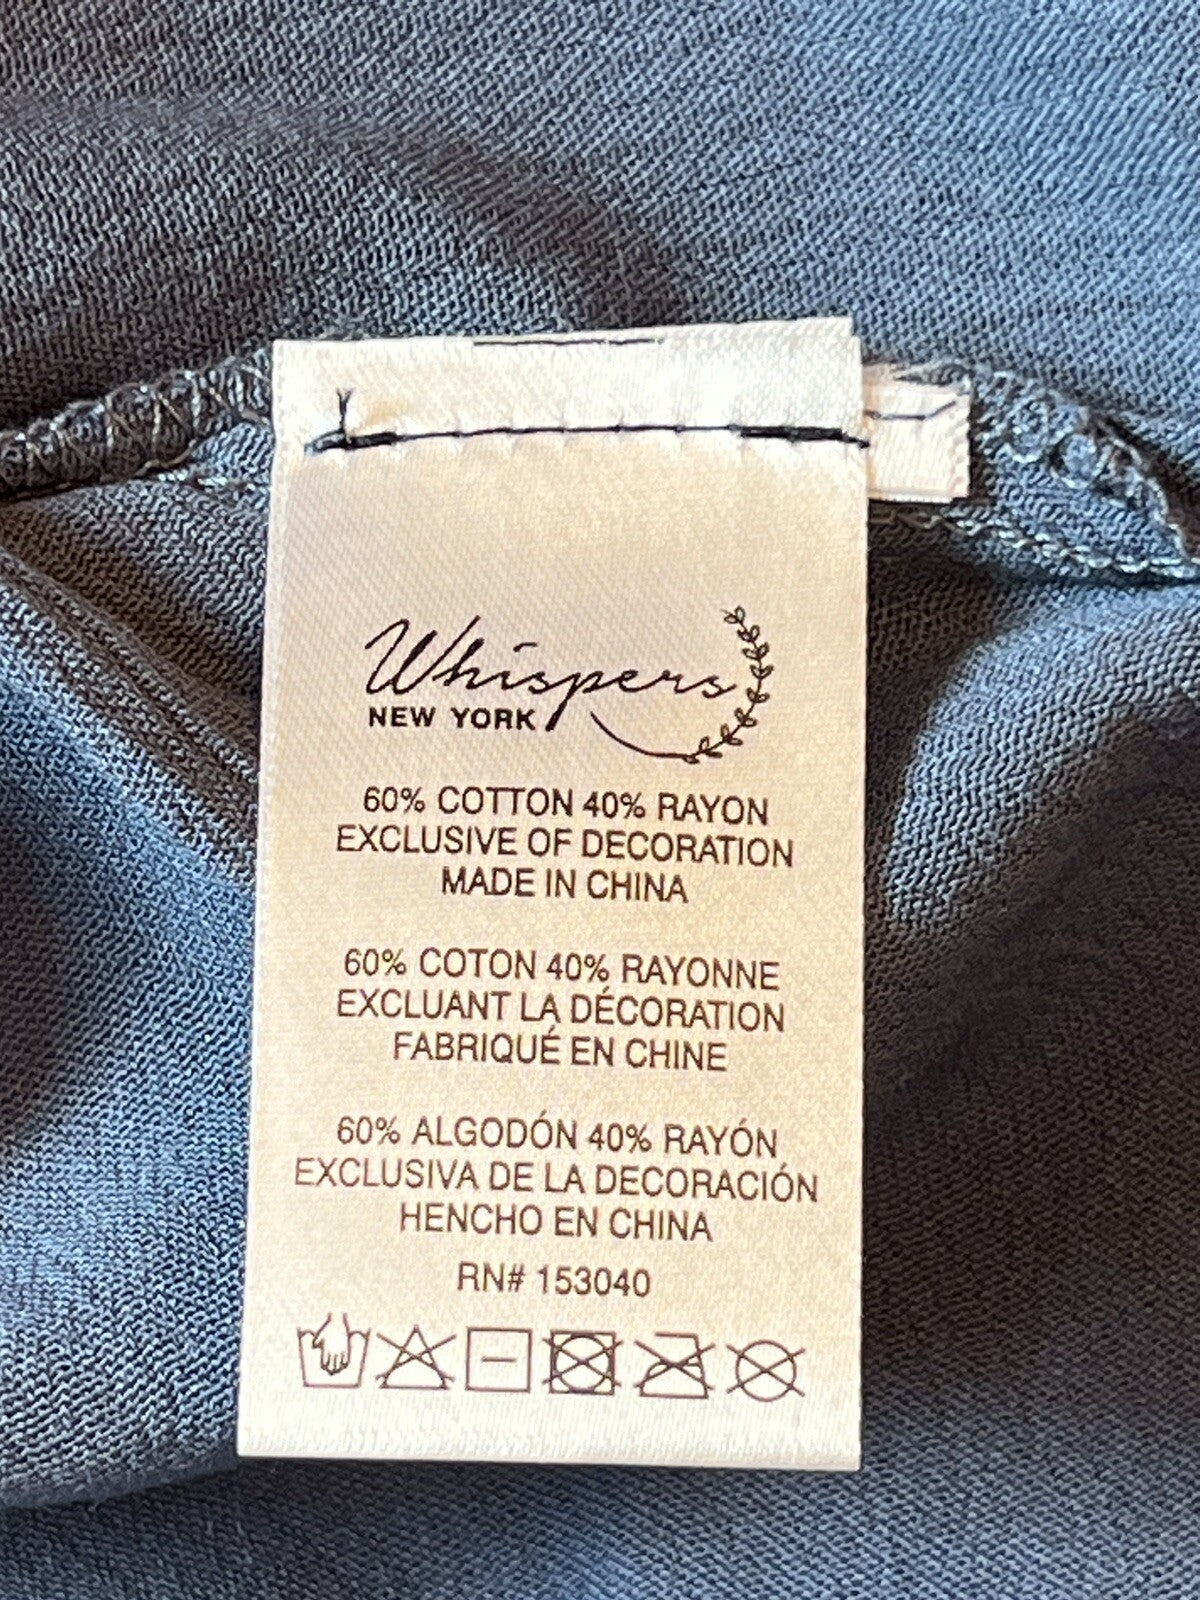 Whispers
NEW YORK
60% COTTON 40% RAYON
EXCLUSIVE OF DECORATION
MADE IN CHINA
60% COTON 40% RAYONNE
EXCLUANT LA DÉCORATION
FABRIQUÉ EN CHINE
60% ALGODÓN 40% RAYÓN
EXCLUSIVA DE LA DECORACIÓN
HENCHO EN CHINA
RN# 153040